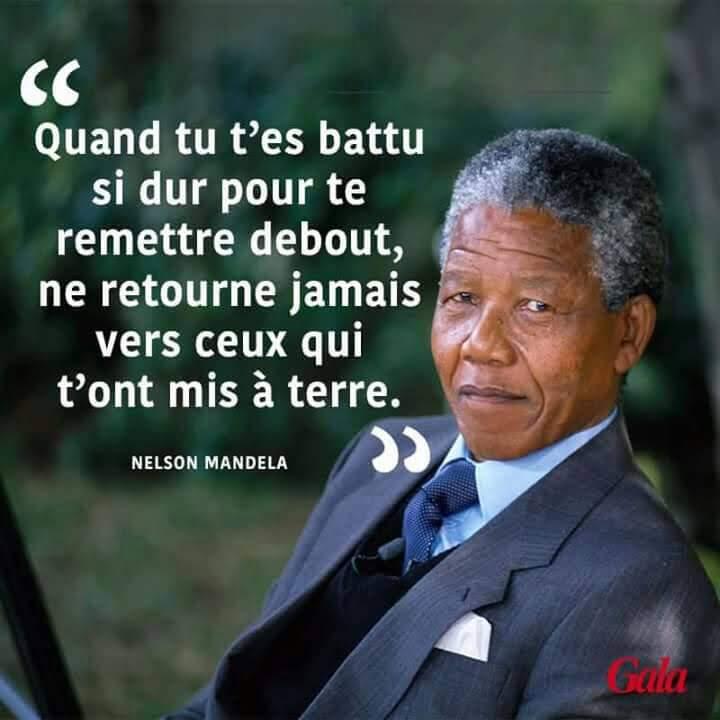 “
Quand tu t’es battu
si dur pour te
remettre debout,
ne retourne jamais
vers ceux qui
t’ont mis à terre.
”
NELSON MANDELA
Gala